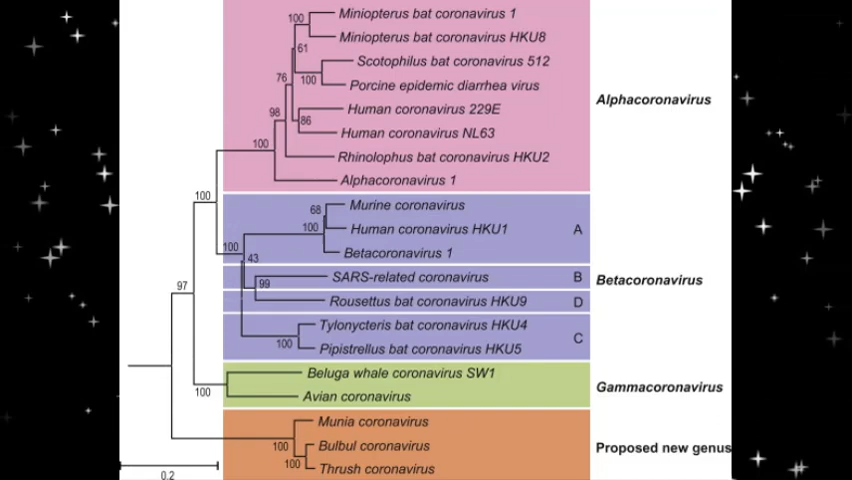 100
Miniopterus bat coronavirus 1
Miniopterus bat coronavirus HKU8
61
Scotophilus bat coronavirus 512
76
100
Porcine epidemic diarrhea virus
Alphacoronavirus
98
Human coronavirus 229E
86
Human coronavirus NL63
100
Rhinolophus bat coronavirus HKU2
Alphacoronavirus 1
100
68
Murine coronavirus
100
Human coronavirus HKU1
A
100
Betacoronavirus 1
43
SARS-related coronavirus
B
Betacoronavirus
99
97
Rousettus bat coronavirus HKU9
D
Tylonycteris bat coronavirus HKU4
C
100
Pipistrellus bat coronavirus HKU5
Beluga whale coronavirus SW1
100
Avian coronavirus
Gammacoronavirus
Munia coronavirus
100
Bulbul coronavirus
Proposed new genus
100
Thrush coronavirus
0.2